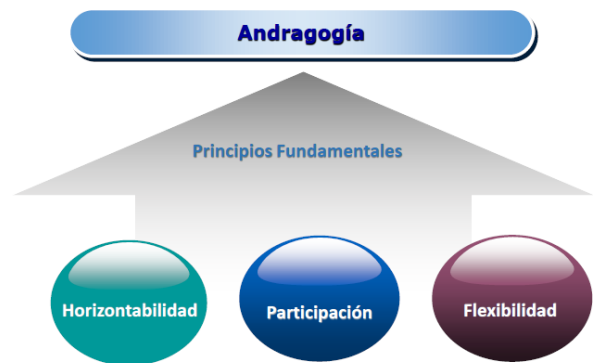 Andragogía
Principios Fundamentales
Horizontabilidad
Participación
Flexibilidad